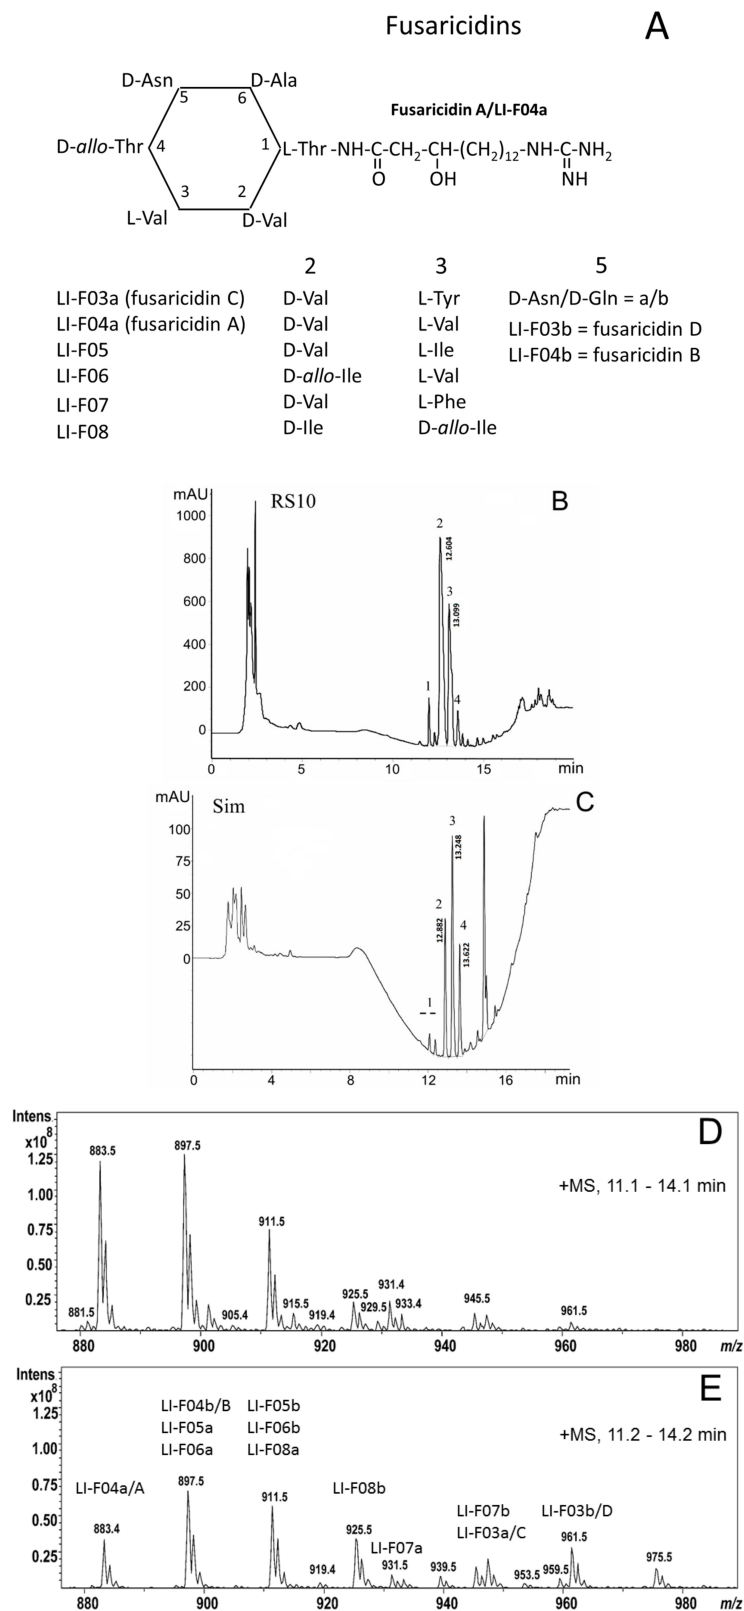 Fusaricidins
A
D-Asn
D-Ala
5
6
Fusaricidin A/LI-F04a
D-allo-Thr
4
1
L-Thr -NH-C-CH2-CH-(CH2)12-NH-C-NH2
O
OH
NH
3
2
L-Val
D-Val
2
3
5
LI-F03a (fusaricidin C)
D-Val
L-Tyr
D-Asn/D-Gln = a/b
LI-F04a (fusaricidin A)
D-Val
L-Val
LI-F03b = fusaricidin D
LI-F05
D-Val
L-Ile
LI-F04b = fusaricidin B
LI-F06
D-allo-Ile
L-Val
LI-F07
D-Val
L-Phe
LI-F08
D-Ile
D-allo-Ile
mAU
RS10
B
1000
800
600
400
200
0
1
2
12.604
3
13.099
4
0
5
10
15
min
mAU
Sim
C
100
75
50
25
0
1
2
12.882
3
13.248
4
13.622
0
4
8
12
16
min
Intens
x10^8
D
+MS, 11.1 - 14.1 min
1.25
1.00
0.75
0.50
0.25
881.5
883.5
897.5
905.4
911.5
915.5
919.4
925.5
929.5
931.4
933.4
945.5
961.5
880
900
920
940
960
980
m/z
Intens
x10^8
E
+MS, 11.2 - 14.2 min
1.25
1.00
0.75
0.50
0.25
LI-F04b/B
LI-F05a
LI-F06a
LI-F05b
LI-F06b
LI-F08a
LI-F04a/A
LI-F08b
LI-F07a
LI-F07b
LI-F03a/C
LI-F03b/D
883.4
897.5
911.5
919.4
925.5
931.5
939.5
953.5
959.5
961.5
975.5
880
900
920
940
960
980
m/z